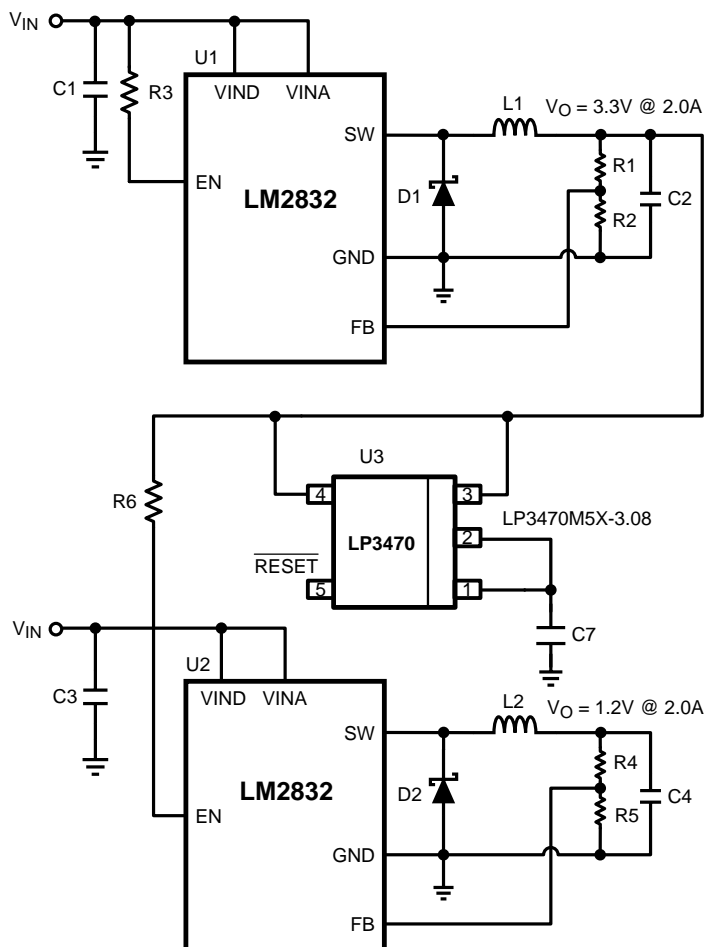 VIN
U1
VIND VINA
C1
R3
L1
VO = 3.3V @ 2.0A
SW
R1
EN
LM2832
D1
C2
R2
GND
FB
U3
R6
4
3
LP3470M5X-3.08
2
LP3470
RESET
5
1
VIN
C7
U2
VIND VINA
C3
L2
VO = 1.2V @ 2.0A
SW
R4
LM2832
D2
C4
EN
R5
GND
FB